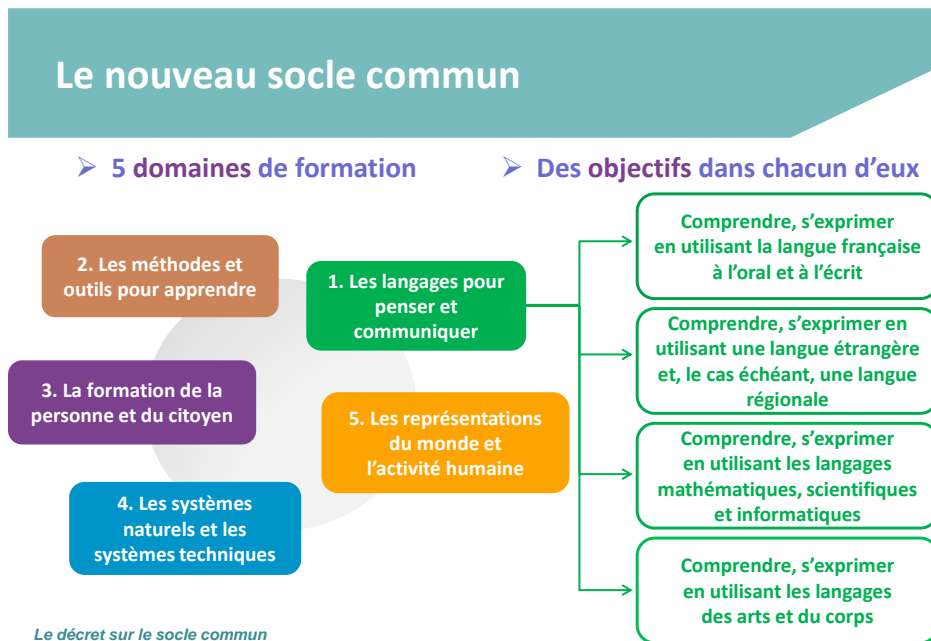 Le nouveau socle commun
➢ 5 domaines de formation
➢ Des objectifs dans chacun d’eux
2. Les méthodes et
outils pour apprendre
1. Les langages pour
penser et
communiquer
3. La formation de la
personne et du citoyen
5. Les représentations
du monde et
l’activité humaine
4. Les systèmes
naturels et les
systèmes techniques
Comprendre, s’exprimer
en utilisant la langue française
à l’oral et à l’écrit
Comprendre, s’exprimer en
utilisant une langue étrangère
et, le cas échéant, une langue
régionale
Comprendre, s’exprimer
en utilisant les langages
mathématiques, scientifiques
et informatiques
Comprendre, s’exprimer
en utilisant les langages
des arts et du corps
Le décret sur le socle commun